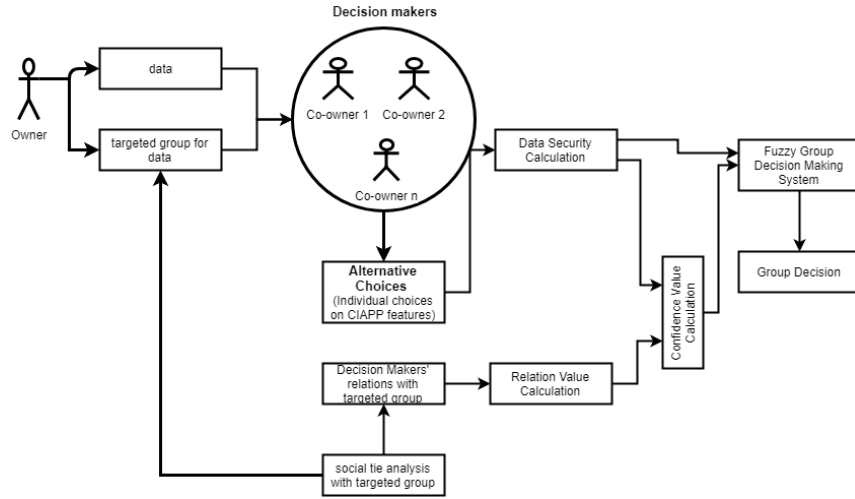 Decision makers
data
Owner
targeted group for
data
Co-owner 1
Co-owner 2
Co-owner n
Data Security
Calculation
Fuzzy Group
Decision Making
System
Alternative
Choices
(Individual choices
on CIAPP features)
Confidence Value
Calculation
Group Decision
Decision Makers'
relations with
targeted group
Relation Value
Calculation
social tie analysis
with targeted group